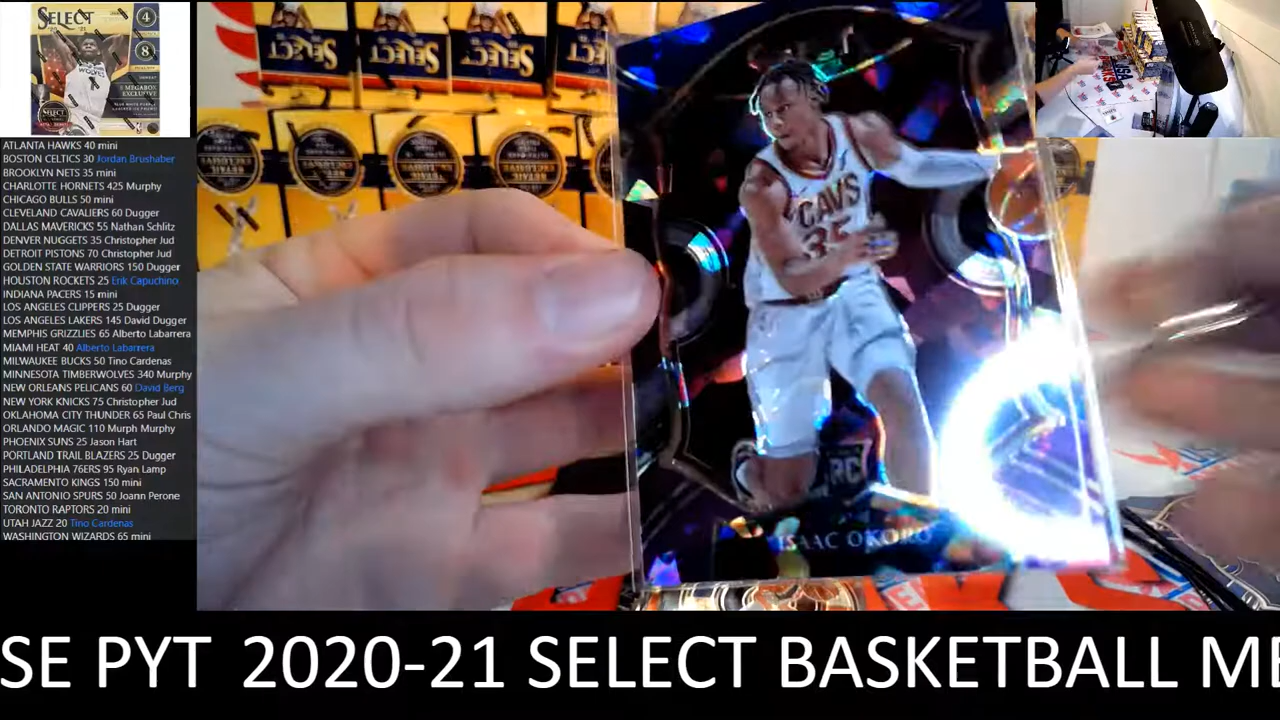 SELECT
4
8
ATLANTA HAWKS 40 mini
BOSTON CELTICS 30 Jordan Brushaber
BROOKLYN NETS 35 mini
CHARLOTTE HORNETS 425 Murphy
CHICAGO BULLS 50 mini
CLEVELAND CAVALIERS 60 Dugger
DALLAS MAVERICKS 55 Nathan Schlitz
DENVER NUGGETS 35 Christopher Jud
DETROIT PISTONS 70 Christopher Jud
GOLDEN STATE WARRIORS 150 Dugger
HOUSTON ROCKETS 25 Erik Capuchino
INDIANA PACERS 15 mini
LOS ANGELES CLIPPERS 25 Dugger
LOS ANGELES LAKERS 145 David Dugger
MEMPHIS GRIZZLIES 65 Alberto Labarrera
MIAMI HEAT 40 Alberto Labarrera
MILWAUKEE BUCKS 50 Tino Cardenas
MINNESOTA TIMBERWOLVES 340 Murphy
NEW ORLEANS PELICANS 60 David Berg
NEW YORK KNICKS 75 Christopher Jud
OKLAHOMA CITY THUNDER 65 Paul Chris
ORLANDO MAGIC 110 Murph Murphy
PHOENIX SUNS 25 Jason Hart
PORTLAND TRAIL BLAZERS 25 Dugger
PHILADELPHIA 76ERS 95 Ryan Lamp
SACRAMENTO KINGS 150 mini
SAN ANTONIO SPURS 50 Joann Perone
TORONTO RAPTORS 20 mini
UTAH JAZZ 20 Tino Cardenas
WASHINGTON WIZARDS 65 mini
SELECT SELECT SELECT SELECT
CAVS
35
RC
ISAAC OKORO
SE PYT 2020-21 SELECT BASKETBALL ME